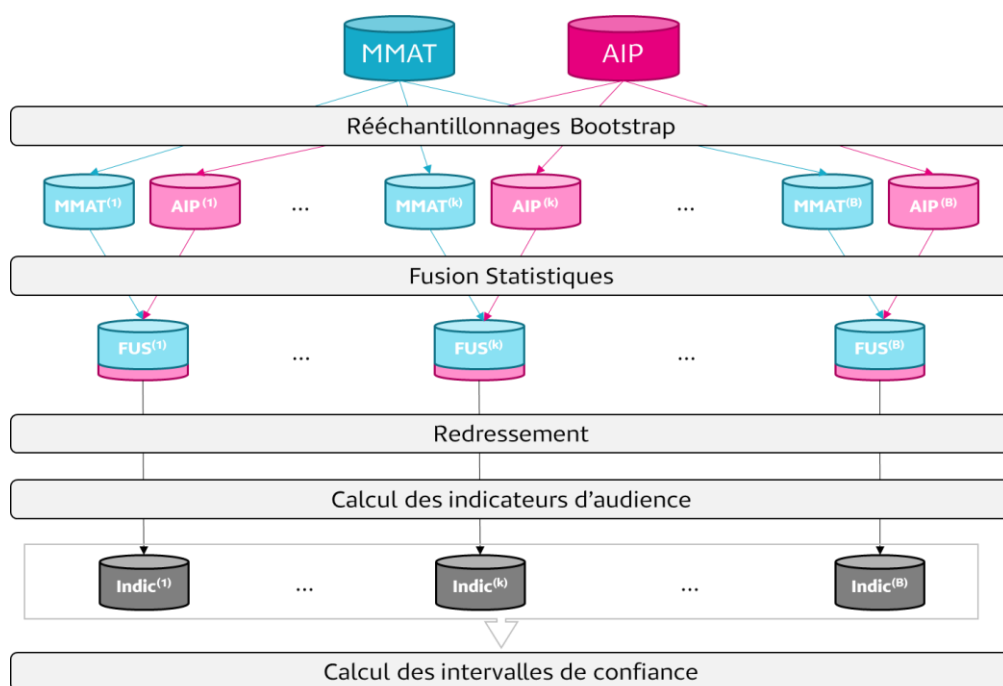 MMAT AIP
Rééchantillonnages Bootstrap
MMAT(1) AIP(1) ... MMAT(k) AIP(k) ... MMAT(B) AIP(B)
Fusion Statistiques
FUS(1) ... FUS(k) ... FUS(B)
Redressement
Calcul des indicateurs d'audience
Indic(1) ... Indic(k) ... Indic(B)
Calcul des intervalles de confiance